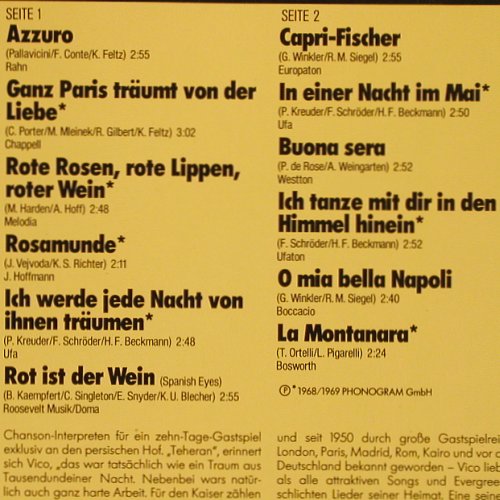 SEITE 1
Azzuro
(Pallavicini/F. Conte/K. Feltz) 2:55
Rahn
Ganz Paris träumt von der
Liebe*
(C. Porter/M. Mleinek/R. Gilbert/K. Feltz) 3:02
Chappell
Rote Rosen, rote Lippen,
roter Wein*
(M. Harden/A. Hoff) 2:48
Melodia
Rosamunde*
(J. Vejvoda/K. S. Richter) 2:11
J. Hoffmann
Ich werde jede Nacht von
ihnen träumen*
(P. Kreuder/F. Schröder/H. F. Beckmann) 2:48
Ufa
Rot ist der Wein (Spanish Eyes)
(B. Kaempfert/C. Singleton/E. Snyder/K. U. Blecher) 2:55
Roosevelt Musik/Doma
SEITE 2
Capri-Fischer
(G. Winkler/R. M. Siegel) 2:55
Europaton
In einer Nacht im Mai*
(P. Kreuder/F. Schröder/H. F. Beckmann) 2:50
Ufa
Buona sera
(P. de Rose/A. Weingarten) 2:52
Westton
Ich tanze mit dir in den
Himmel hinein*
(F. Schröder/H. F. Beckmann) 2:52
Ufaton
O mia bella Napoli
(G. Winkler/R. M. Siegel) 2:40
Boccacio
La Montanara*
(T. Ortelli/L. Pigarelli) 2:24
Bosworth
℗* 1968/1969 PHONOGRAM GmbH
Chanson-Interpreten für ein zehn-Tage-Gastspiel
exklusiv an den persischen Hof. „Teheran", erinnert
sich Vico, „das war tatsächlich wie ein Traum aus
Tausendundeiner Nacht. Nebenbei wars natür-
lich auch ganz harte Arbeit. Für den Kaiser zählen
und seit 1950 durch große Gastspielrei
London, Paris, Madrid, Rom, Kairo und vor
Deutschland bekannt geworden – Vico lieb
als alle attraktiven Songs und Evergree
schlichten Lieder seiner Heimat. Eine se